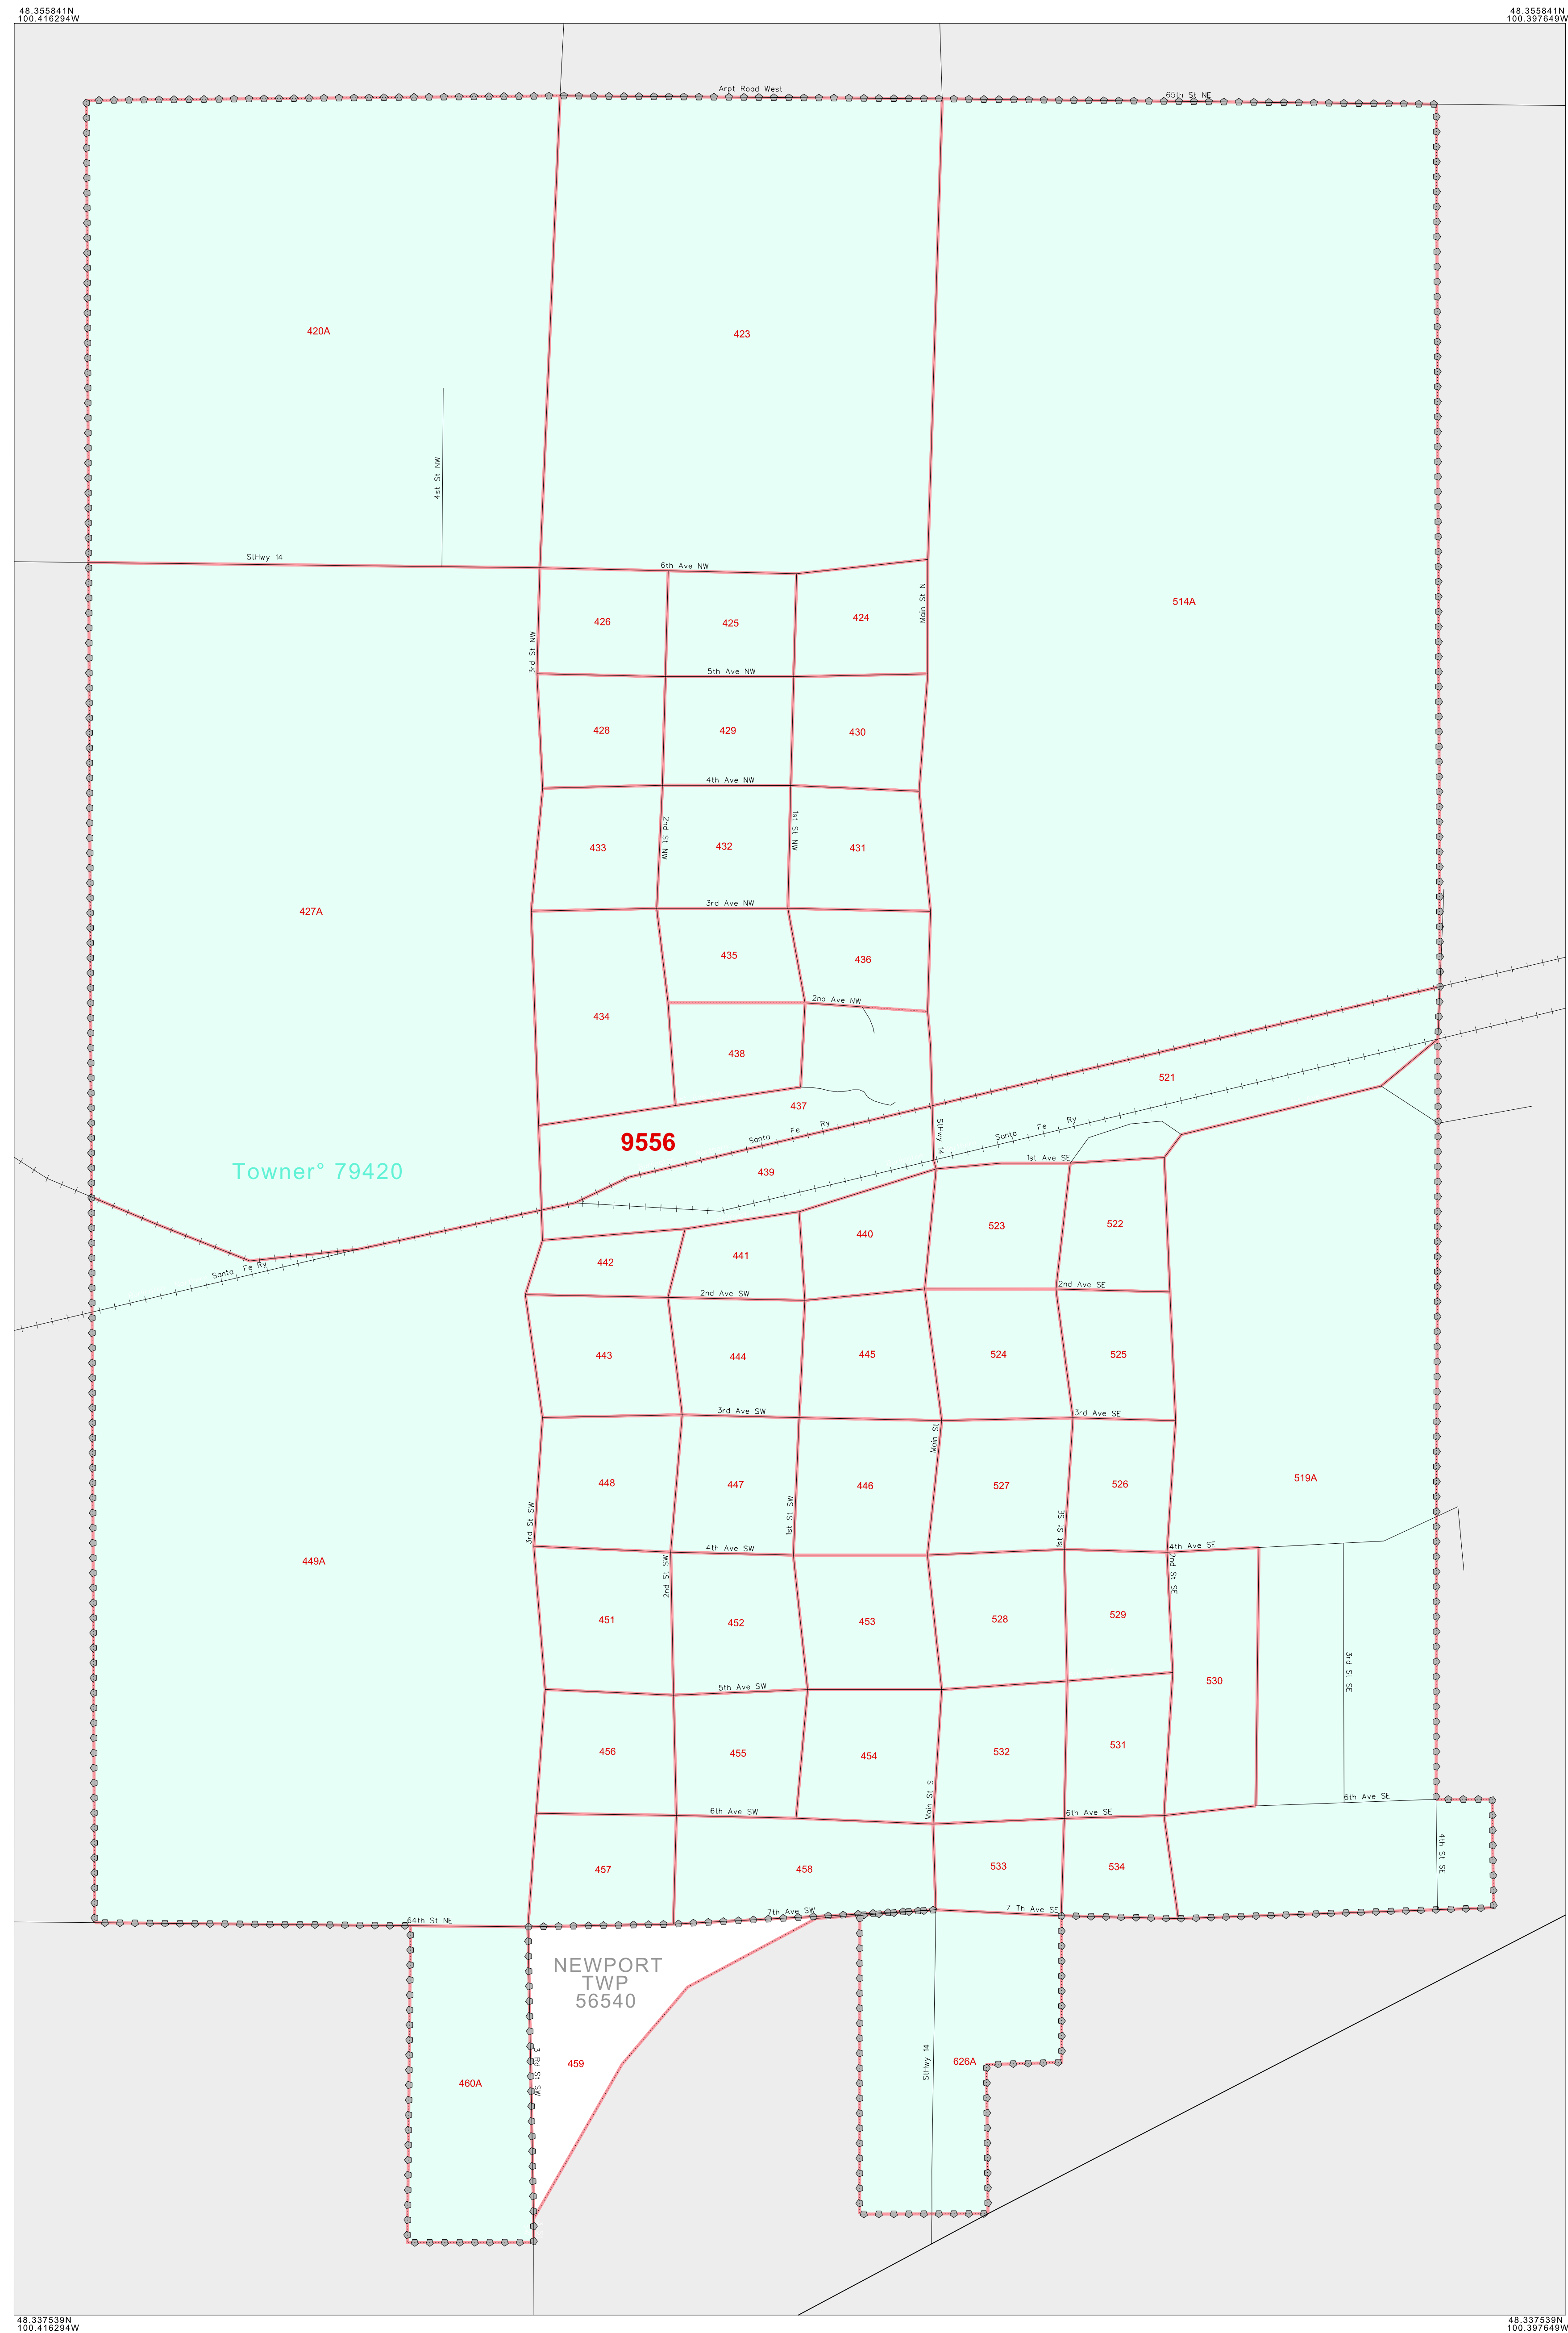 48.355841N
100.416294W
48.355841N
100.397649W
Arpt Road West
65th St NE
420A
423
4st St NW
StHwy 14
6th Ave NW
Main St N
514A
426
425
424
3rd St NW
5th Ave NW
428
429
430
4th Ave NW
2nd St NW
1st St NW
433
432
431
427A
3rd Ave NW
435
436
2nd Ave NW
434
438
521
437
9556
Santa Fe Ry
StHwy 14
Santa Fe Ry
Towner° 79420
439
1st Ave SE
523
522
440
441
442
Santa Fe Ry
2nd Ave SW
2nd Ave SE
443
444
445
524
525
3rd Ave SW
3rd Ave SE
Main St
519A
448
447
446
527
526
3rd St SW
1st St SW
1st St SE
4th Ave SW
4th Ave SE
449A
2nd St SW
2nd St SE
451
452
453
528
529
3rd St SE
530
5th Ave SW
456
455
454
532
531
Main St S
6th Ave SW
6th Ave SE
6th Ave SE
4th St SE
457
458
533
534
64th St NE
7th Ave SW
7 Th Ave SE
NEWPORT
TWP
56540
3 Rd St SW
459
StHwy 14
626A
460A
48.337539N
100.416294W
48.337539N
100.397649W